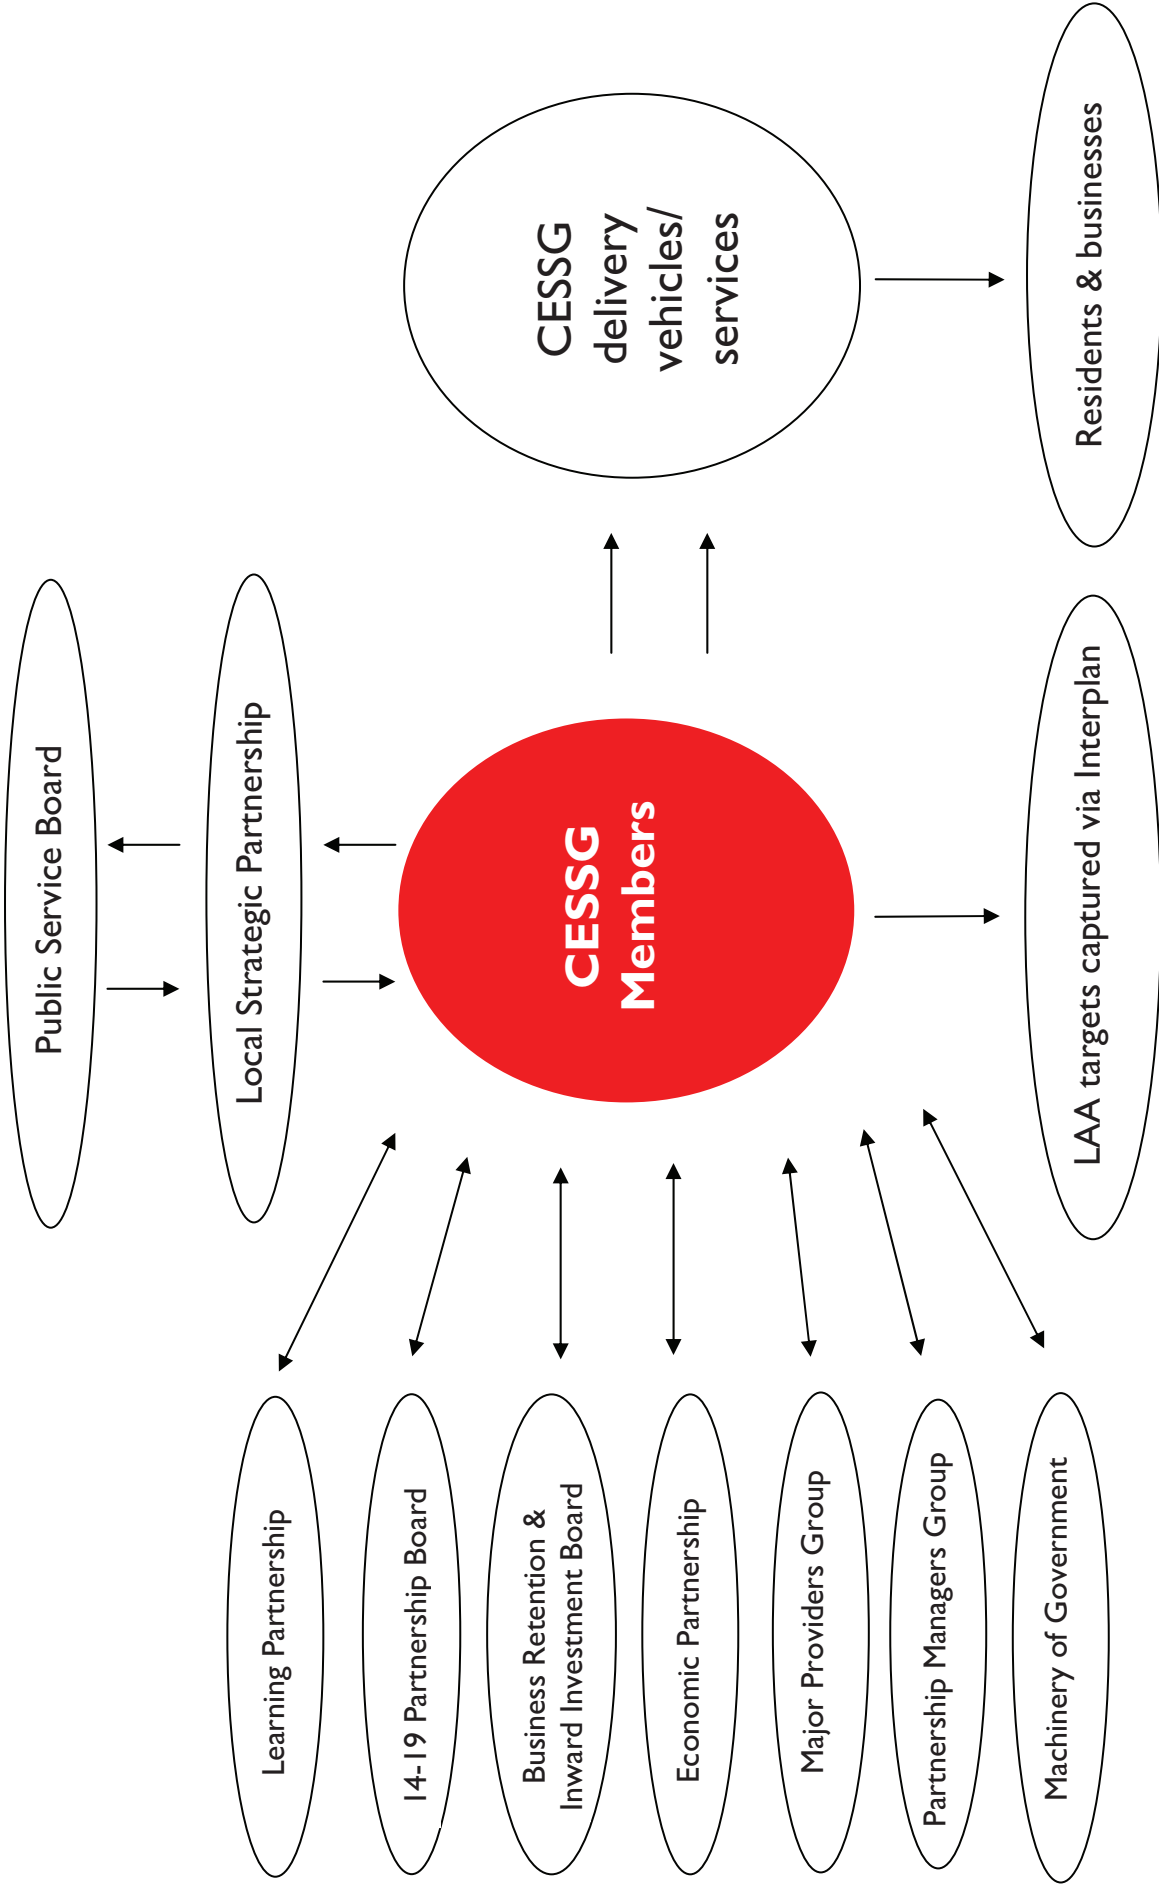 Public Service Board
Local Strategic Partnership
CESSG
Members
CESSG
delivery
vehicles/
services
Learning Partnership
14-19 Partnership Board
Business Retention &
Inward Investment Board
Economic Partnership
Major Providers Group
Partnership Managers Group
Machinery of Government
LAA targets captured via Interplan
Residents & businesses